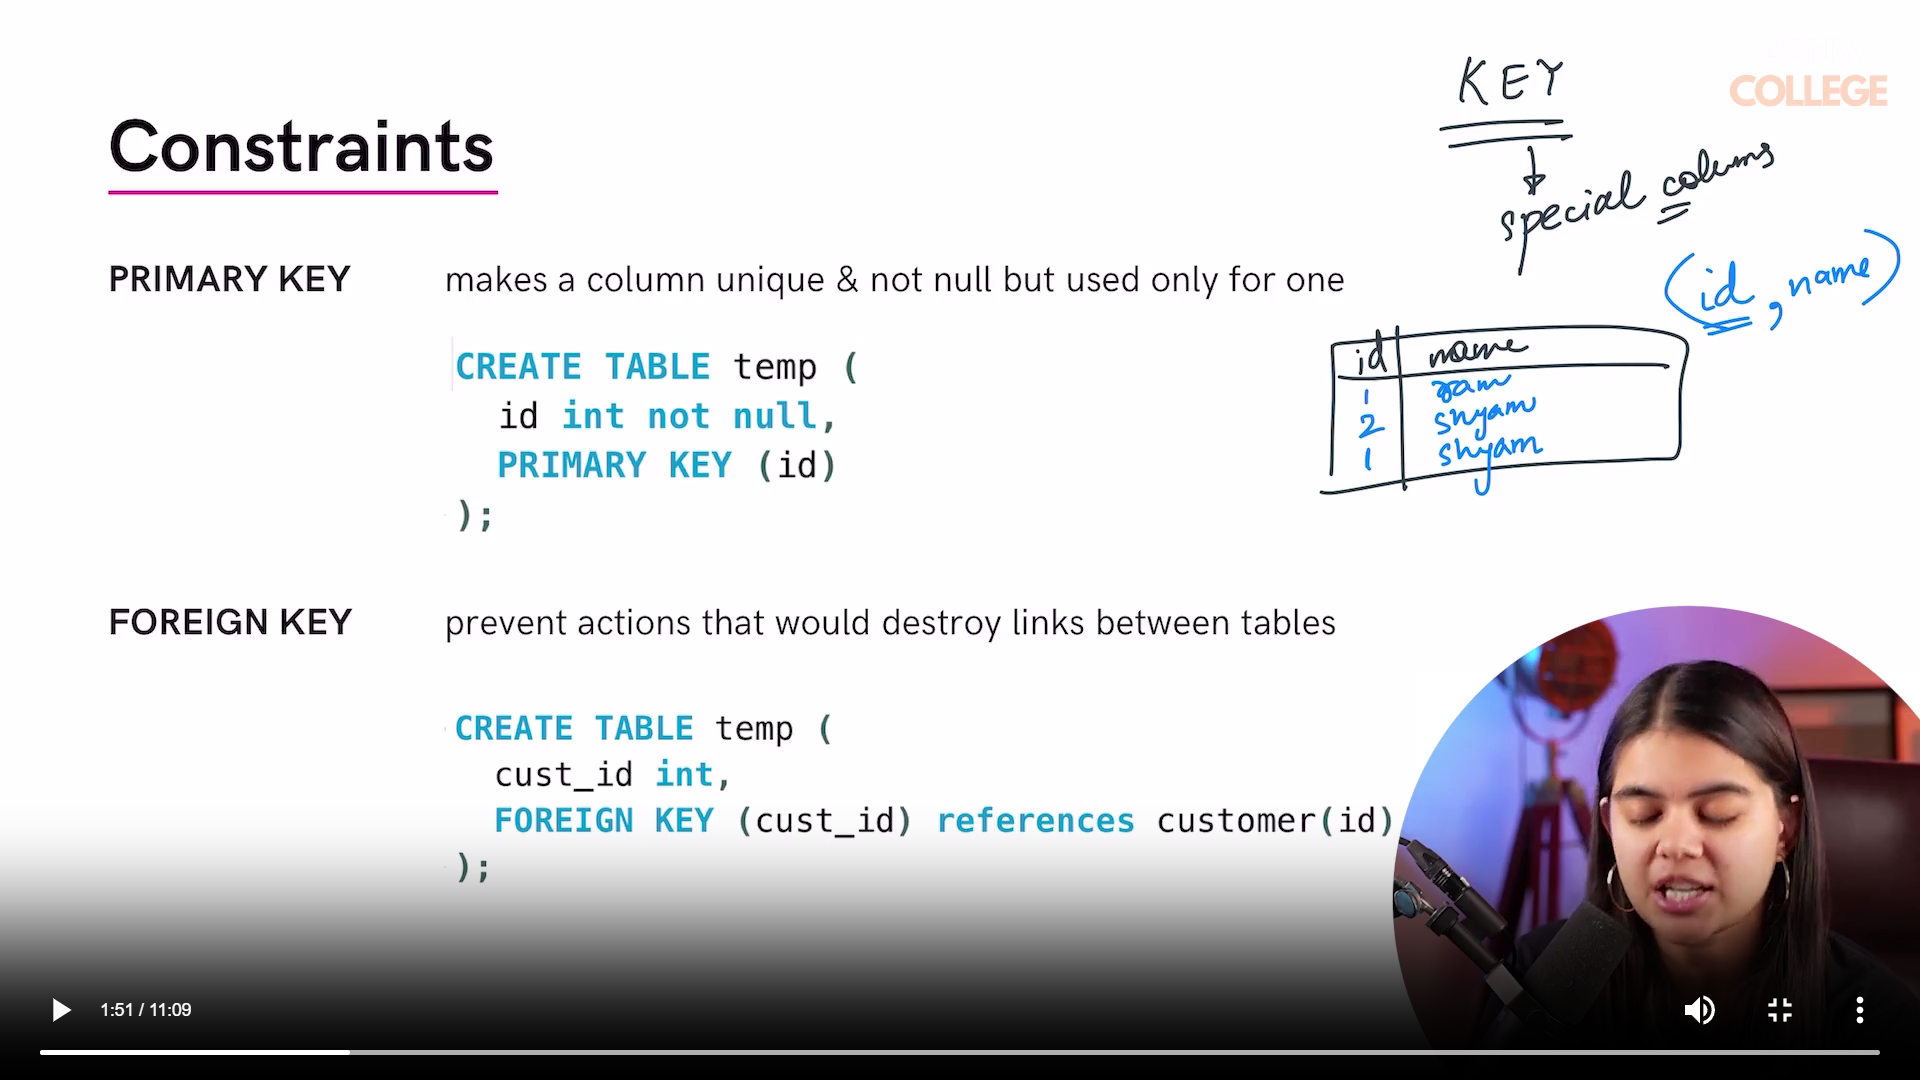 KEY
COLLEGE
Constraints
special colums
PRIMARY KEY makes a column unique & not null but used only for one
(id, name)
CREATE TABLE temp (
id int not null,
PRIMARY KEY (id)
);
id name
1 ram
2 shyam
1 shyam
FOREIGN KEY prevent actions that would destroy links between tables
CREATE TABLE temp (
cust_id int,
FOREIGN KEY (cust_id) references customer(id)
);
1:51 / 11:09